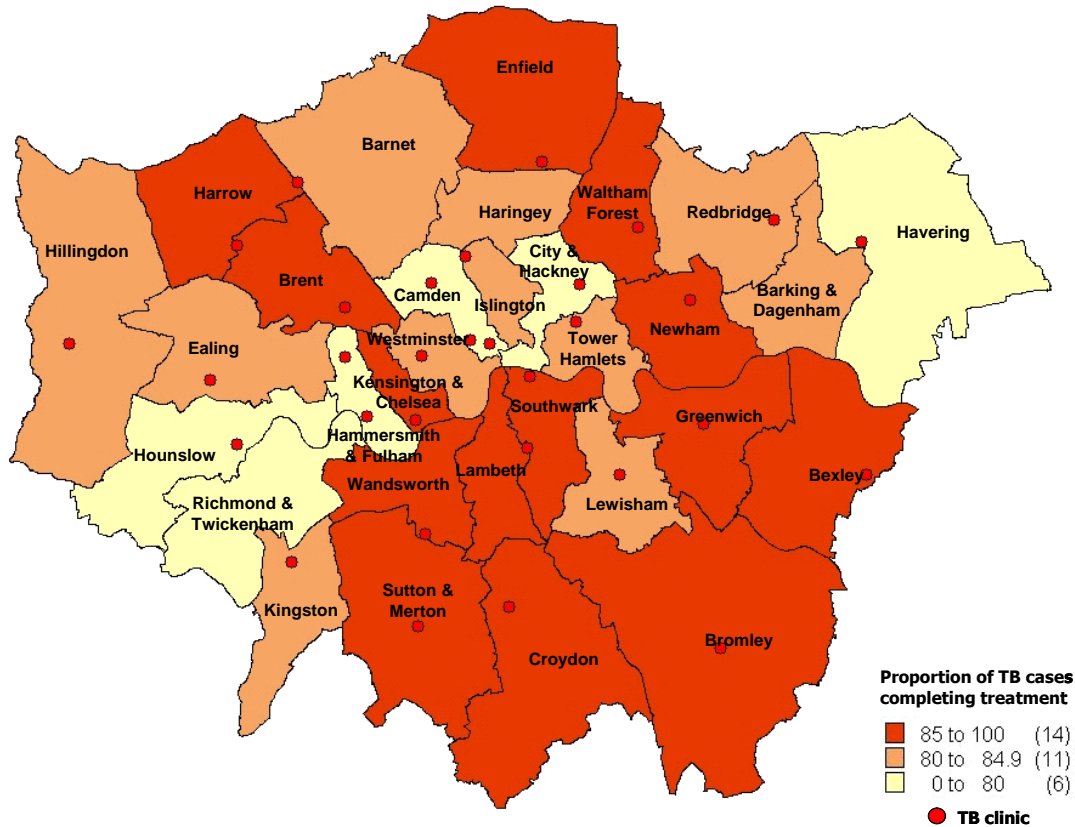 Enfield
Barnet
Harrow
Waltham
Forest
Haringey
Redbridge
Hillingdon
Havering
City &
Hackney
Brent
Camden
Islington
Barking &
Dagenham
Newham
Westminster
Tower
Hamlets
Ealing
Kensington &
Chelsea
Southwark
Greenwich
Hammersmith
& Fulham
Hounslow
Lambeth
Wandsworth
Bexley
Richmond &
Twickenham
Lewisham
Sutton &
Merton
Kingston
Bromley
Croydon
Proportion of TB cases
completing treatment
85 to 100 (14)
80 to 84.9 (11)
0 to 80 (6)
TB clinic